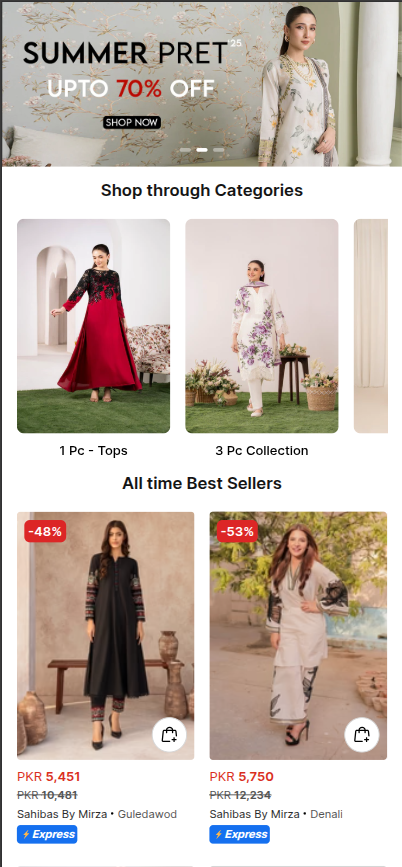 SUMMER PRET'25
UPTO 70% OFF
SHOP NOW
Shop through Categories
1 Pc - Tops
3 Pc Collection
All time Best Sellers
-48%
-53%
PKR 5,451
PKR 10,481
Sahibas By Mirza • Guledawod
Express
PKR 5,750
PKR 12,234
Sahibas By Mirza • Denali
Express